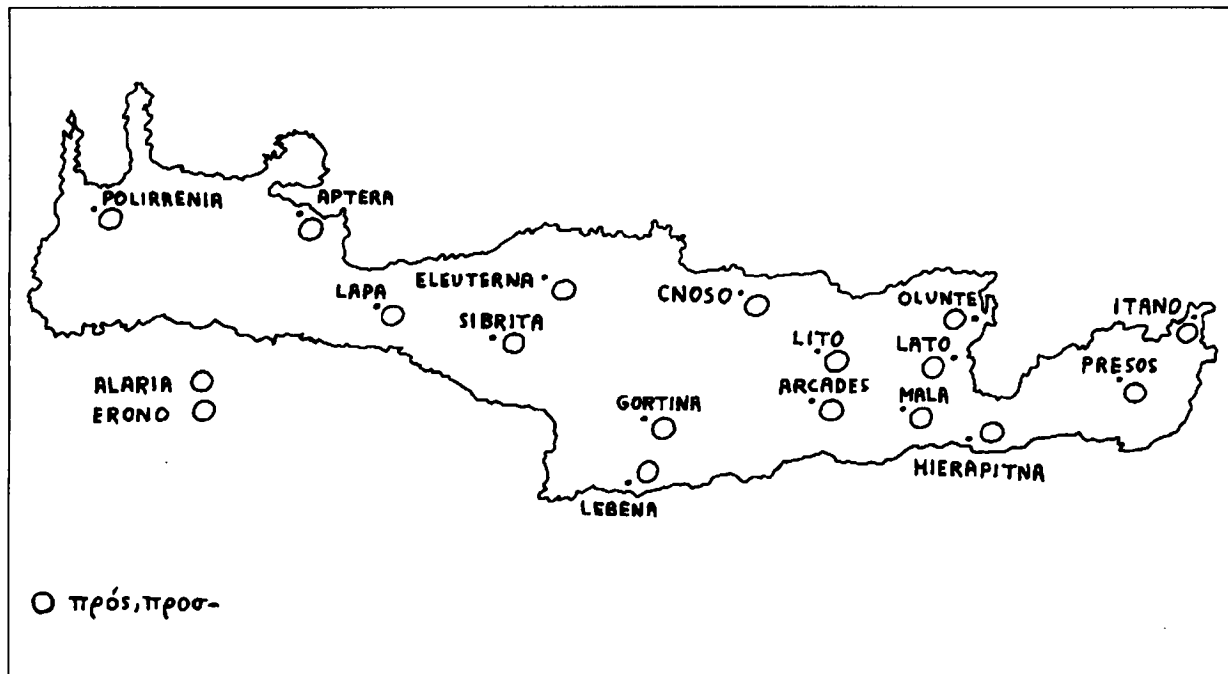 POLIRRENIA
APTERA
ELEUTERNA
LAPA
CNOSO
OLUNTE
ITANO
SIBRITA
LITO
LATO
PRESOS
ALARIA
ERONO
ARCADES
MALA
GORTINA
HIERAPITNA
LEBENA
πρός, προσ-